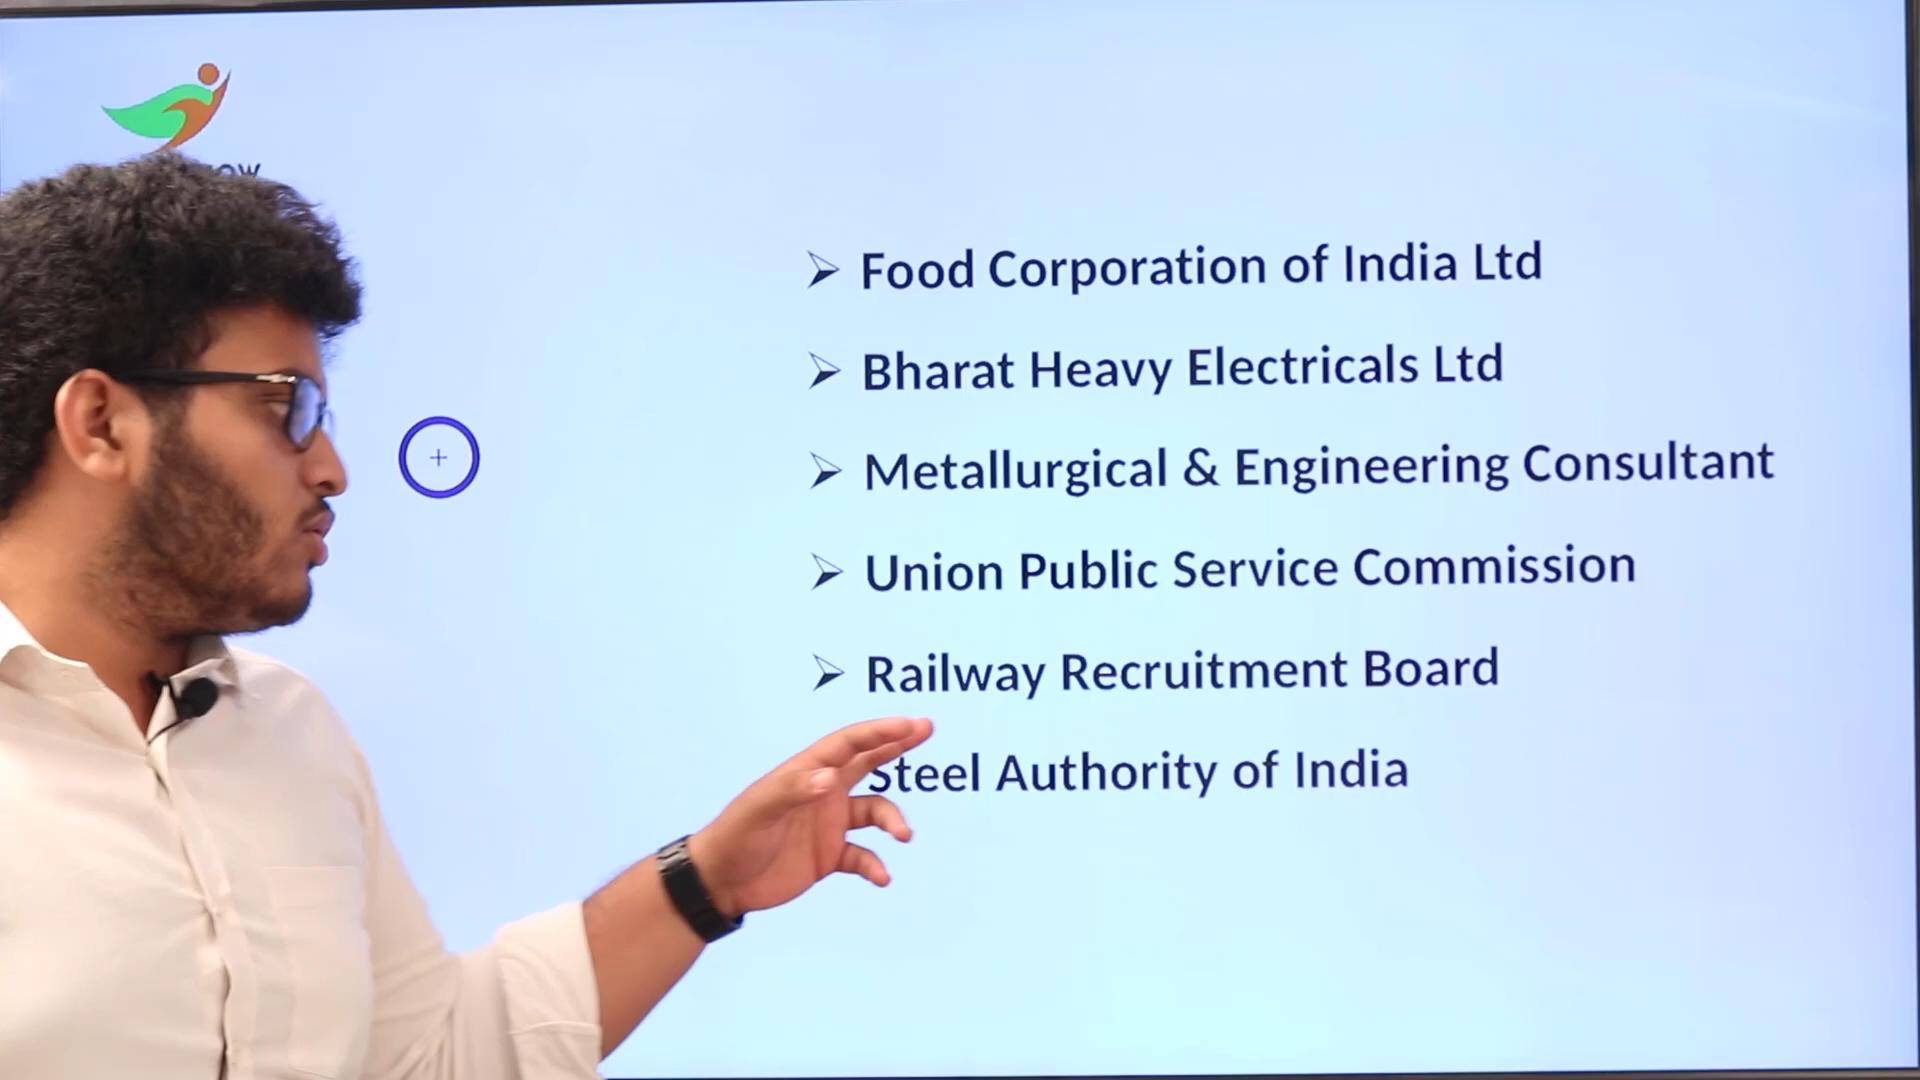 Food Corporation of India Ltd
Bharat Heavy Electricals Ltd
Metallurgical & Engineering Consultant
Union Public Service Commission
Railway Recruitment Board
Steel Authority of India